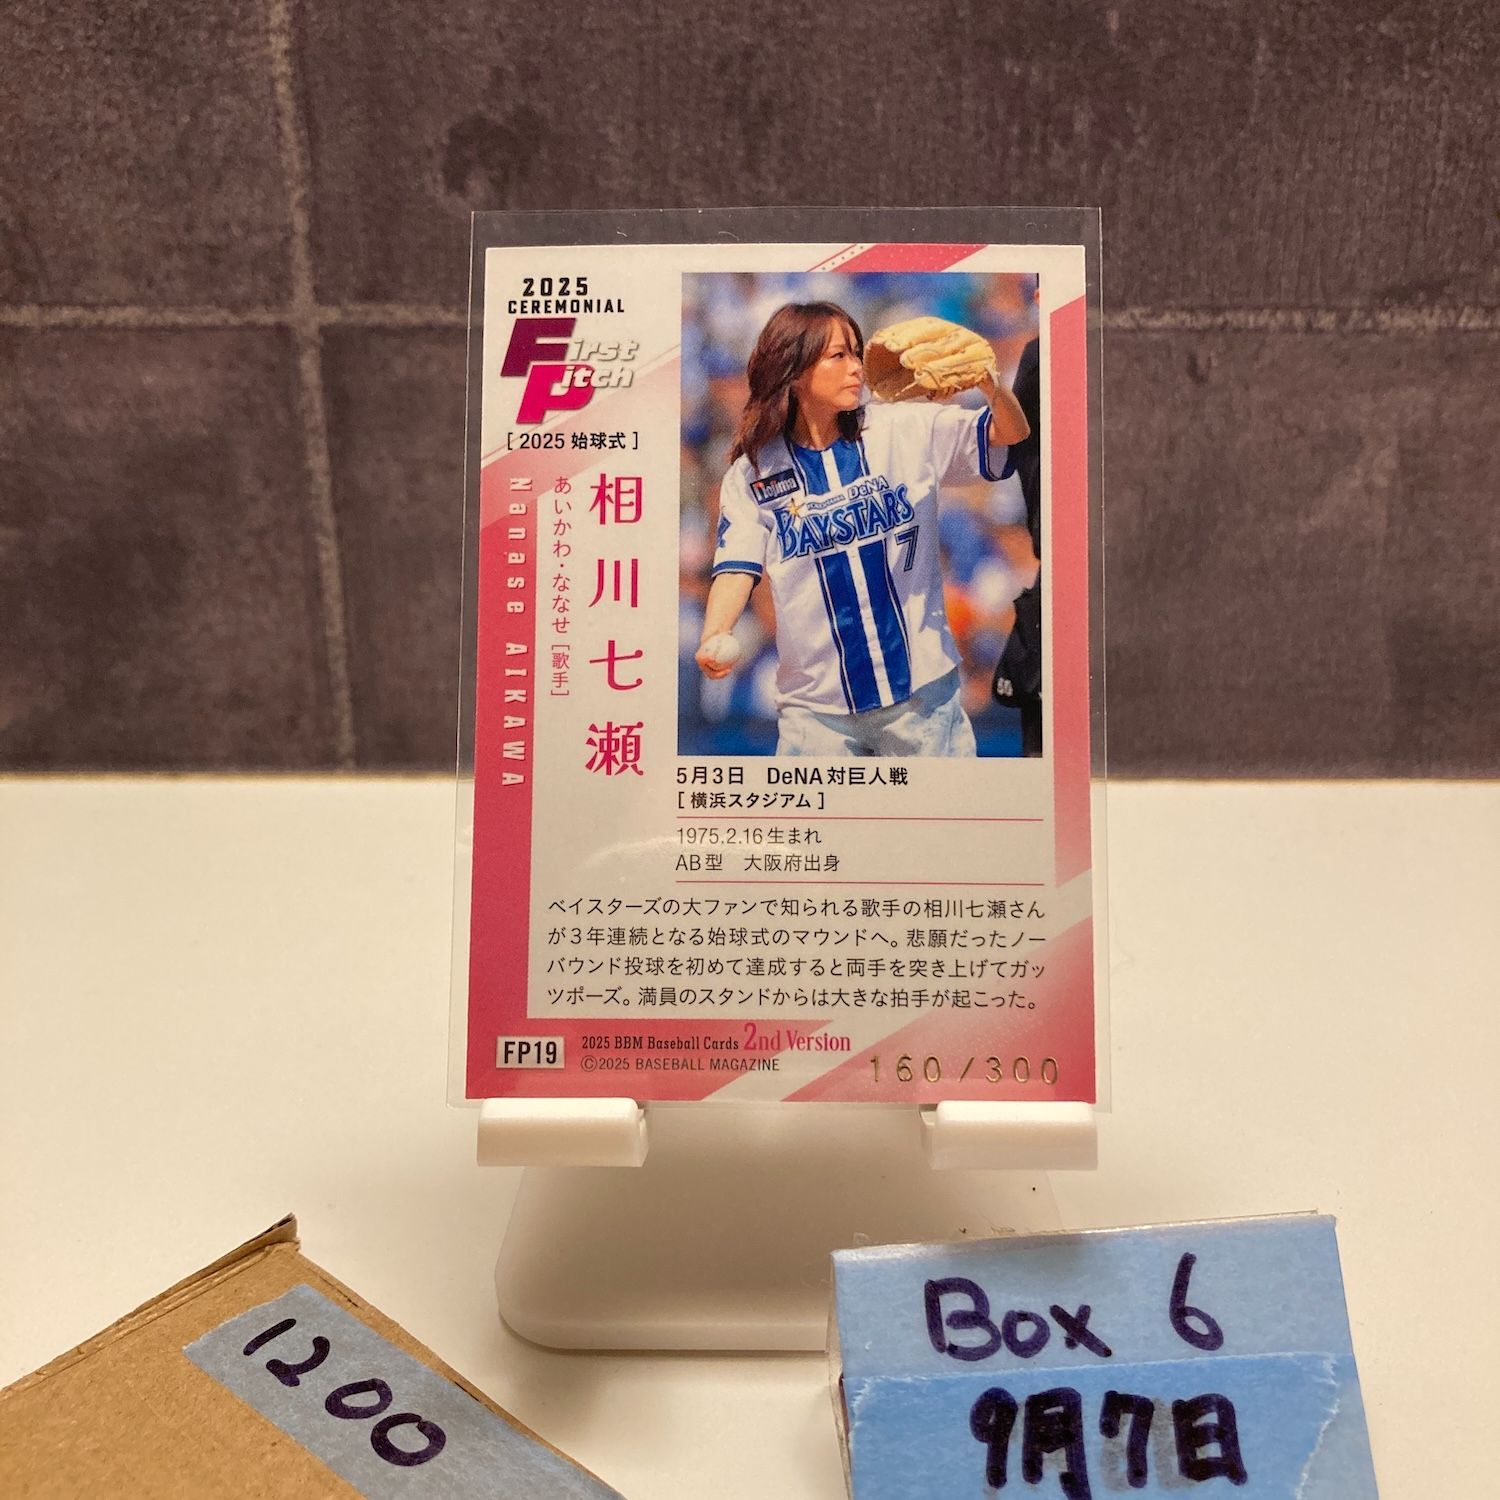 2025
CEREMONIAL
First
Pitch
[ 2025 始球式 ]
相川七瀬
あいかわ・ななせ [歌手]
Nanase AIKAWA
nojima
YOKOHAMA DeNA
BAYSTARS
7
5月3日　DeNA対巨人戦
[ 横浜スタジアム ]
1975.2.16生まれ
AB型　大阪府出身
ベイスターズの大ファンで知られる歌手の相川七瀬さん
が3年連続となる始球式のマウンドへ。悲願だったノー
バウンド投球を初めて達成すると両手を突き上げてガッ
ツポーズ。満員のスタンドからは大きな拍手が起こった。
FP19
2025 BBM Baseball Cards 2nd Version
©2025 BASEBALL MAGAZINE
160/300
1200
Box 6
9月7日